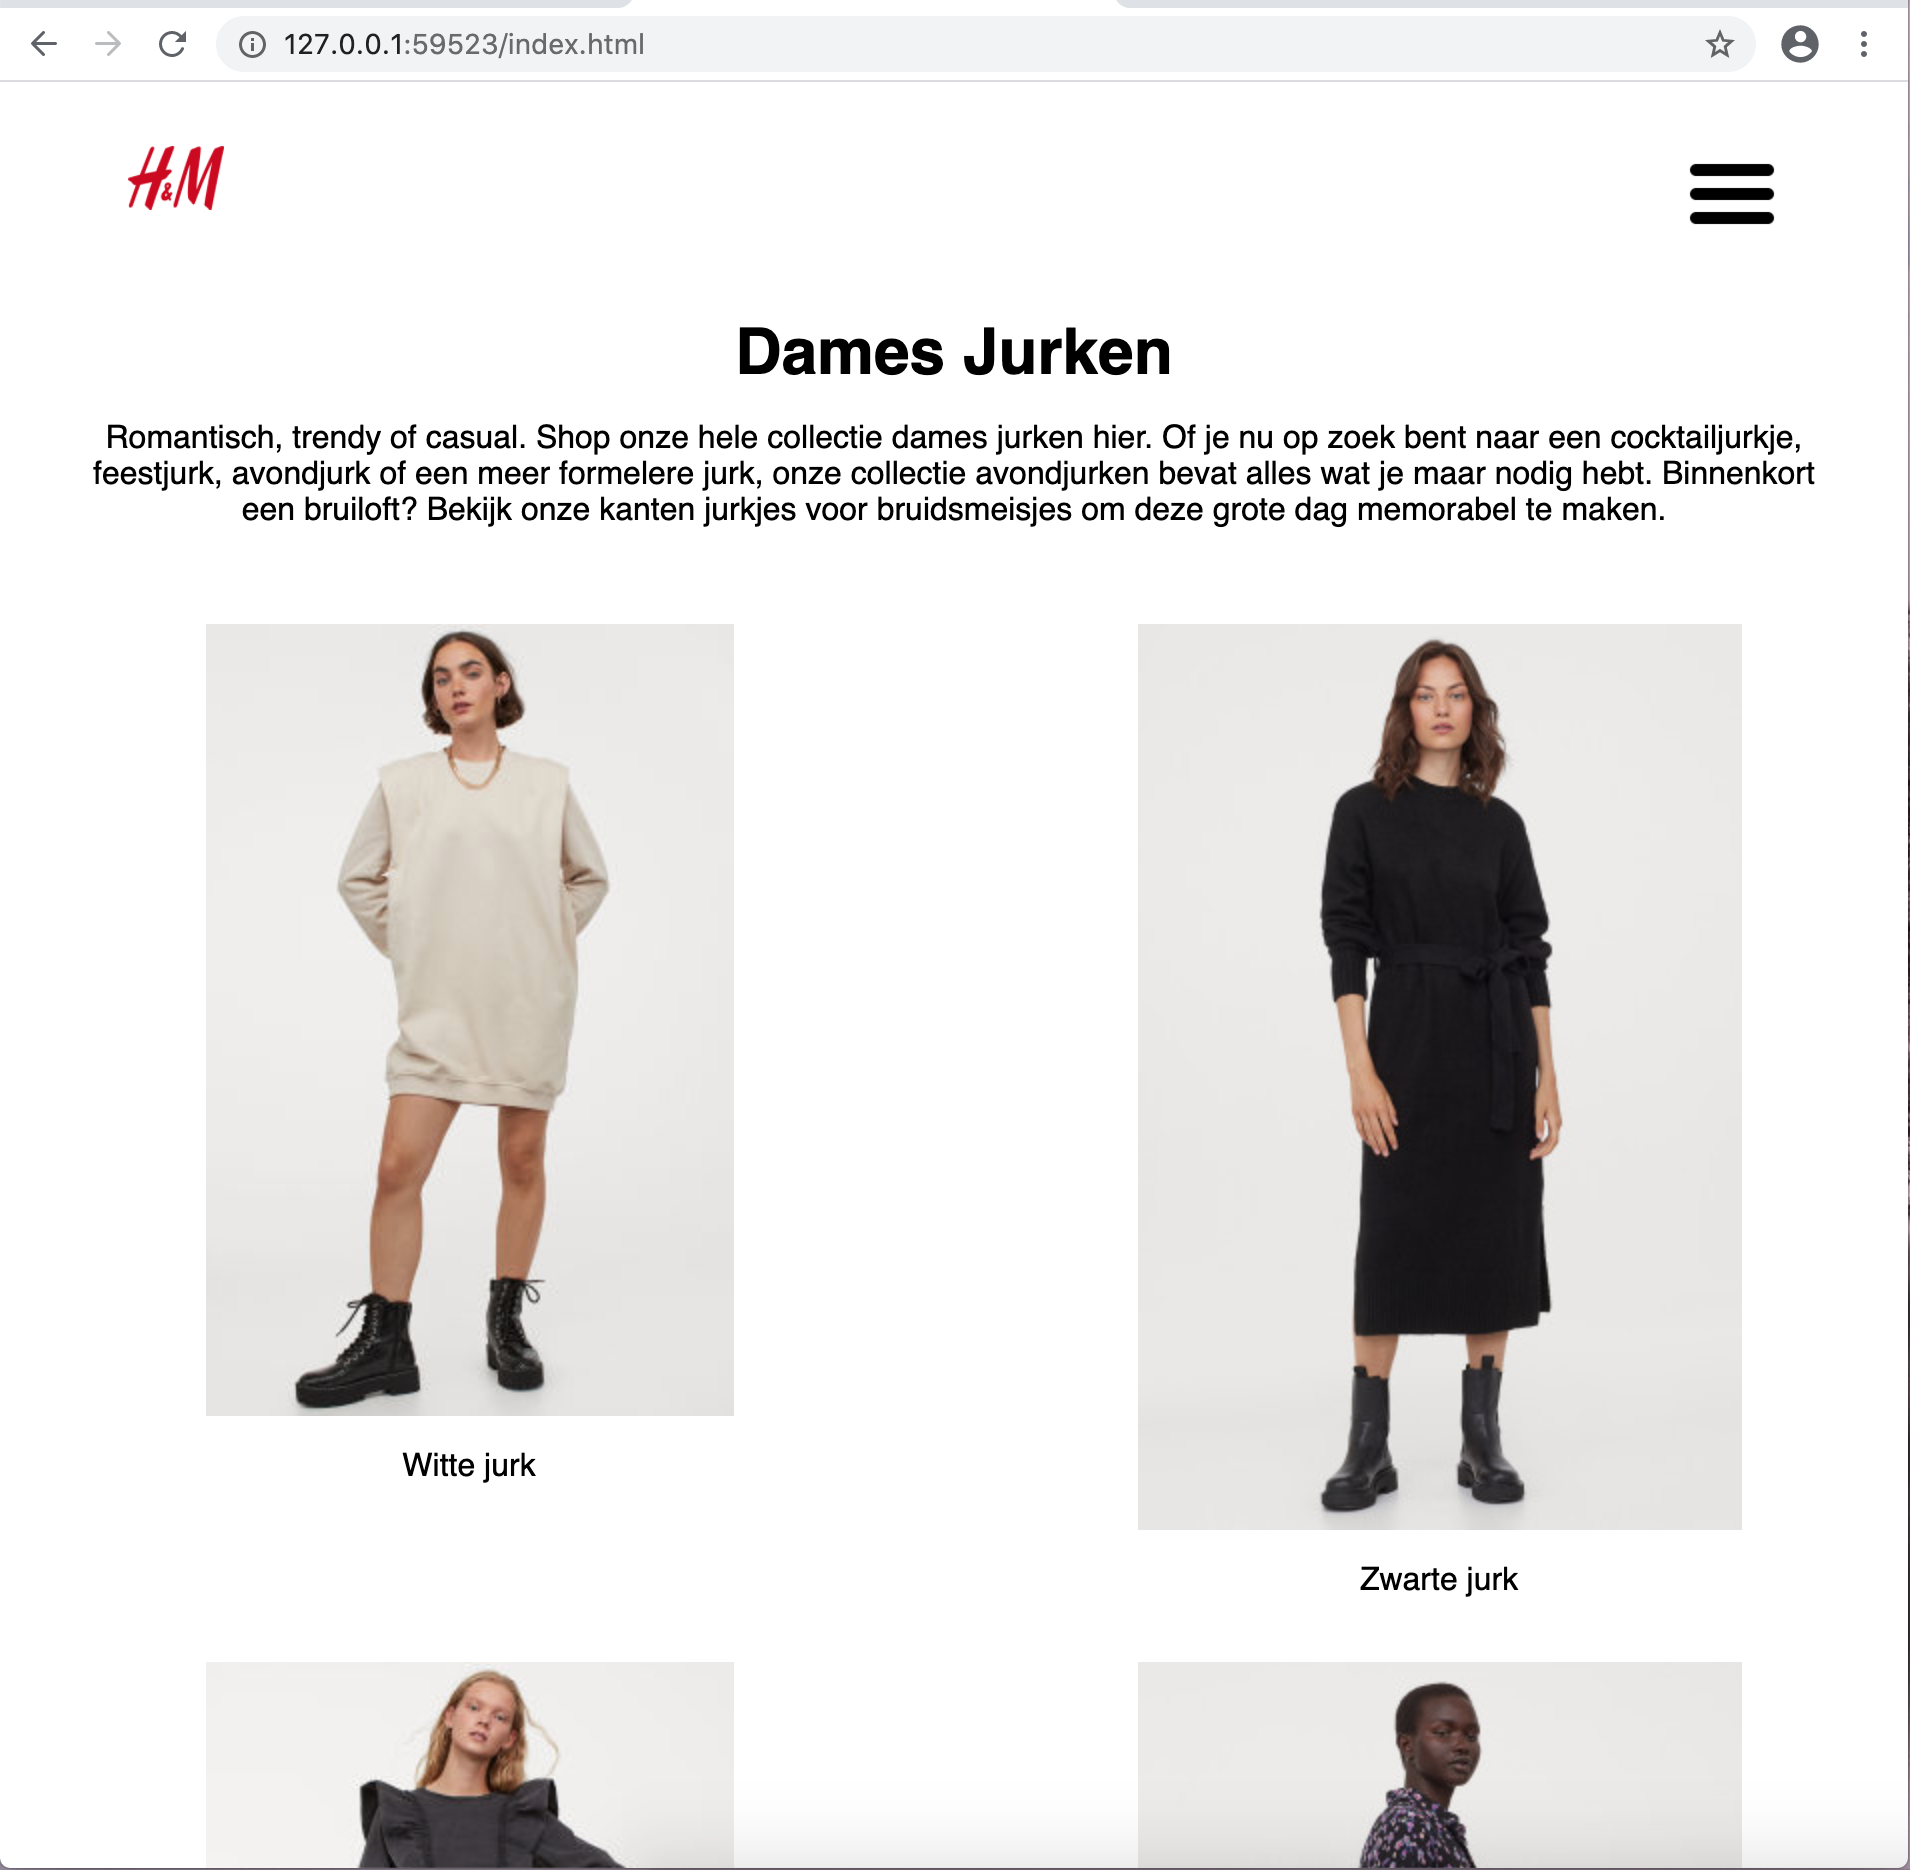 127.0.0.1:59523/index.html
H&M
Dames Jurken
Romantisch, trendy of casual. Shop onze hele collectie dames jurken hier. Of je nu op zoek bent naar een cocktailjurkje,
feestjurk, avondjurk of een meer formelere jurk, onze collectie avondjurken bevat alles wat je maar nodig hebt. Binnenkort
een bruiloft? Bekijk onze kanten jurkjes voor bruidsmeisjes om deze grote dag memorabel te maken.
Witte jurk
Zwarte jurk